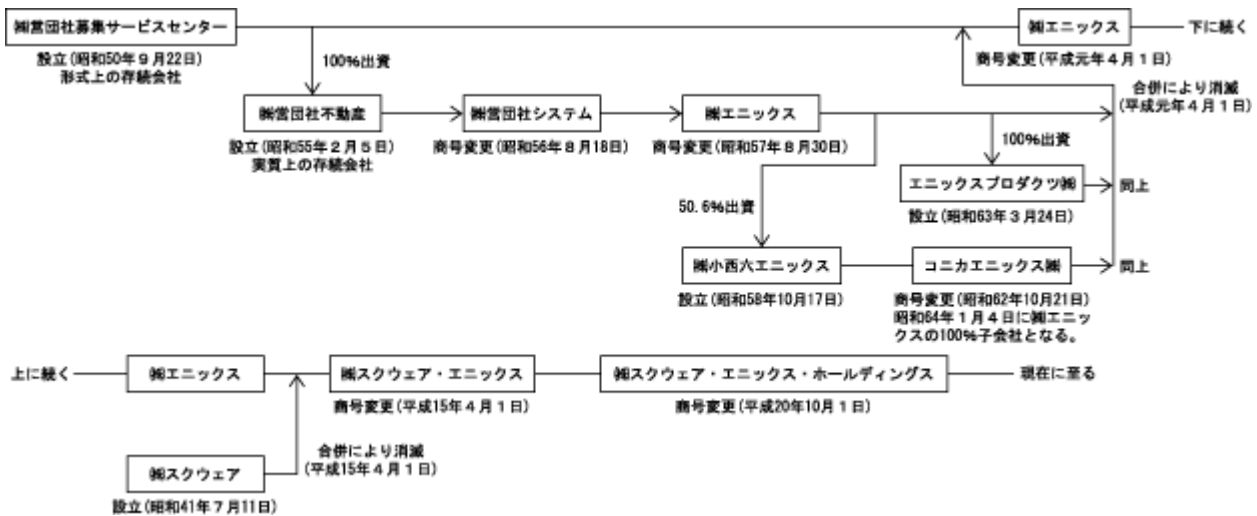 ㈱営団社募集サービスセンター
設立(昭和50年９月22日)
形式上の存続会社
100%出資
㈱エニックス
下に続く
商号変更(平成元年４月１日)
合併により消滅
(平成元年４月１日)
㈱営団社不動産
設立(昭和55年２月５日)
実質上の存続会社
㈱営団社システム
商号変更(昭和56年８月18日)
㈱エニックス
商号変更(昭和57年８月30日)
100%出資
エニックスプロダクツ㈱
同上
設立(昭和63年３月24日)
50.6%出資
㈱小西六エニックス
設立(昭和58年10月17日)
コニカエニックス㈱
同上
商号変更(昭和62年10月21日)
昭和64年１月４日に㈱エニッ
クスの100%子会社となる。
上に続く
㈱エニックス
㈱スクウェア・エニックス
商号変更(平成15年４月１日)
㈱スクウェア・エニックス・ホールディングス
商号変更(平成20年10月１日)
現在に至る
合併により消滅
(平成15年４月１日)
㈱スクウェア
設立(昭和41年７月11日)